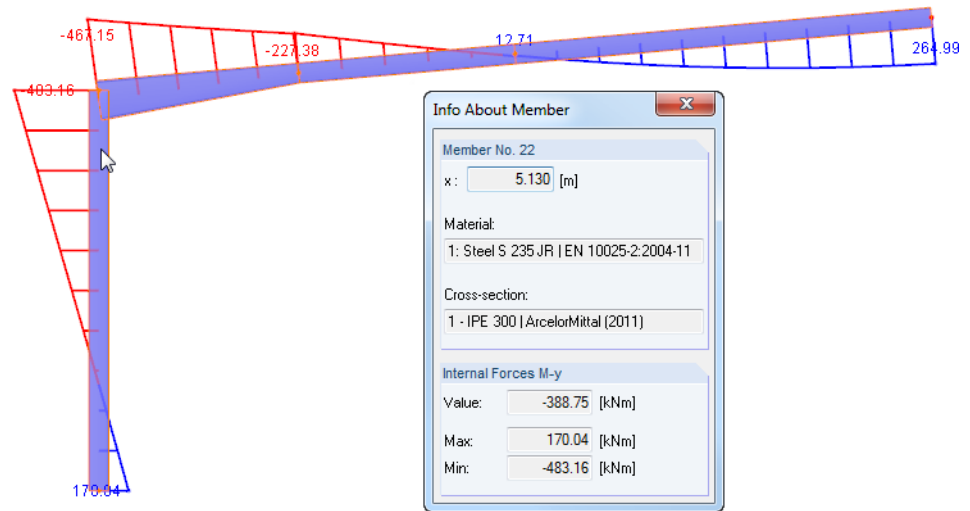 -467.15
-227.38
12.71
264.99
-483.16
170.04
Info About Member
Member No. 22
x : 5.130 [m]
Material:
1: Steel S 235 JR | EN 10025-2:2004-11
Cross-section:
1 - IPE 300 | ArcelorMittal (2011)
Internal Forces M-y
Value: -388.75 [kNm]
Max: 170.04 [kNm]
Min: -483.16 [kNm]